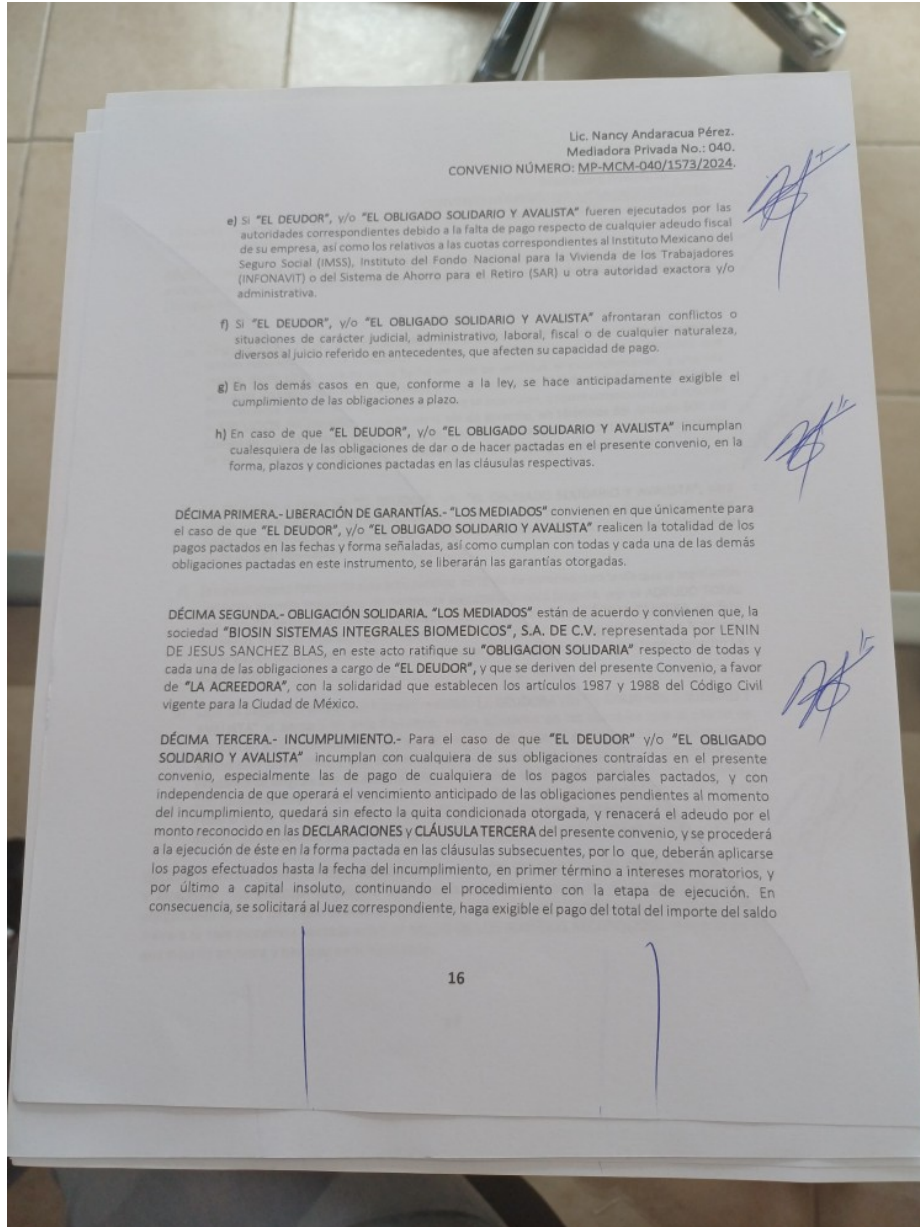 Lic. Nancy Andaracua Pérez.
Mediadora Privada No.: 040.
CONVENIO NÚMERO: MP-MCM-040/1573/2024.
e) Si "EL DEUDOR", y/o "EL OBLIGADO SOLIDARIO Y AVALISTA" fueren ejecutados por las
autoridades correspondientes debido a la falta de pago respecto de cualquier adeudo fiscal
de su empresa, así como los relativos a las cuotas correspondientes al Instituto Mexicano del
Seguro Social (IMSS), Instituto del Fondo Nacional para la Vivienda de los Trabajadores
(INFONAVIT) o del Sistema de Ahorro para el Retiro (SAR) u otra autoridad exactora y/o
administrativa.
f) Si "EL DEUDOR", y/o "EL OBLIGADO SOLIDARIO Y AVALISTA" afrontaran conflictos o
situaciones de carácter judicial, administrativo, laboral, fiscal o de cualquier naturaleza,
diversos al juicio referido en antecedentes, que afecten su capacidad de pago.
g) En los demás casos en que, conforme a la ley, se hace anticipadamente exigible el
cumplimiento de las obligaciones a plazo.
h) En caso de que "EL DEUDOR", y/o "EL OBLIGADO SOLIDARIO Y AVALISTA" incumplan
cualesquiera de las obligaciones de dar o de hacer pactadas en el presente convenio, en la
forma, plazos y condiciones pactadas en las cláusulas respectivas.
DÉCIMA PRIMERA.- LIBERACIÓN DE GARANTÍAS.- "LOS MEDIADOS" convienen en que únicamente para
el caso de que "EL DEUDOR", y/o "EL OBLIGADO SOLIDARIO Y AVALISTA" realicen la totalidad de los
pagos pactados en las fechas y forma señaladas, así como cumplan con todas y cada una de las demás
obligaciones pactadas en este instrumento, se liberarán las garantías otorgadas.
DÉCIMA SEGUNDA.- OBLIGACIÓN SOLIDARIA. "LOS MEDIADOS" están de acuerdo y convienen que, la
sociedad "BIOSIN SISTEMAS INTEGRALES BIOMEDICOS", S.A. DE C.V. representada por LENIN
DE JESUS SANCHEZ BLAS, en este acto ratifique su "OBLIGACION SOLIDARIA" respecto de todas y
cada una de las obligaciones a cargo de "EL DEUDOR", y que se deriven del presente Convenio, a favor
de "LA ACREEDORA", con la solidaridad que establecen los artículos 1987 y 1988 del Código Civil
vigente para la Ciudad de México.
DÉCIMA TERCERA.- INCUMPLIMIENTO.- Para el caso de que "EL DEUDOR" y/o "EL OBLIGADO
SOLIDARIO Y AVALISTA" incumplan con cualquiera de sus obligaciones contraídas en el presente
convenio, especialmente las de pago de cualquiera de los pagos parciales pactados, y con
independencia de que operará el vencimiento anticipado de las obligaciones pendientes al momento
del incumplimiento, quedará sin efecto la quita condicionada otorgada, y renacerá el adeudo por el
monto reconocido en las DECLARACIONES y CLÁUSULA TERCERA del presente convenio, y se procederá
a la ejecución de éste en la forma pactada en las cláusulas subsecuentes, por lo que, deberán aplicarse
los pagos efectuados hasta la fecha del incumplimiento, en primer término a intereses moratorios, y
por último a capital insoluto, continuando el procedimiento con la etapa de ejecución. En
consecuencia, se solicitará al Juez correspondiente, haga exigible el pago del total del importe del saldo
16